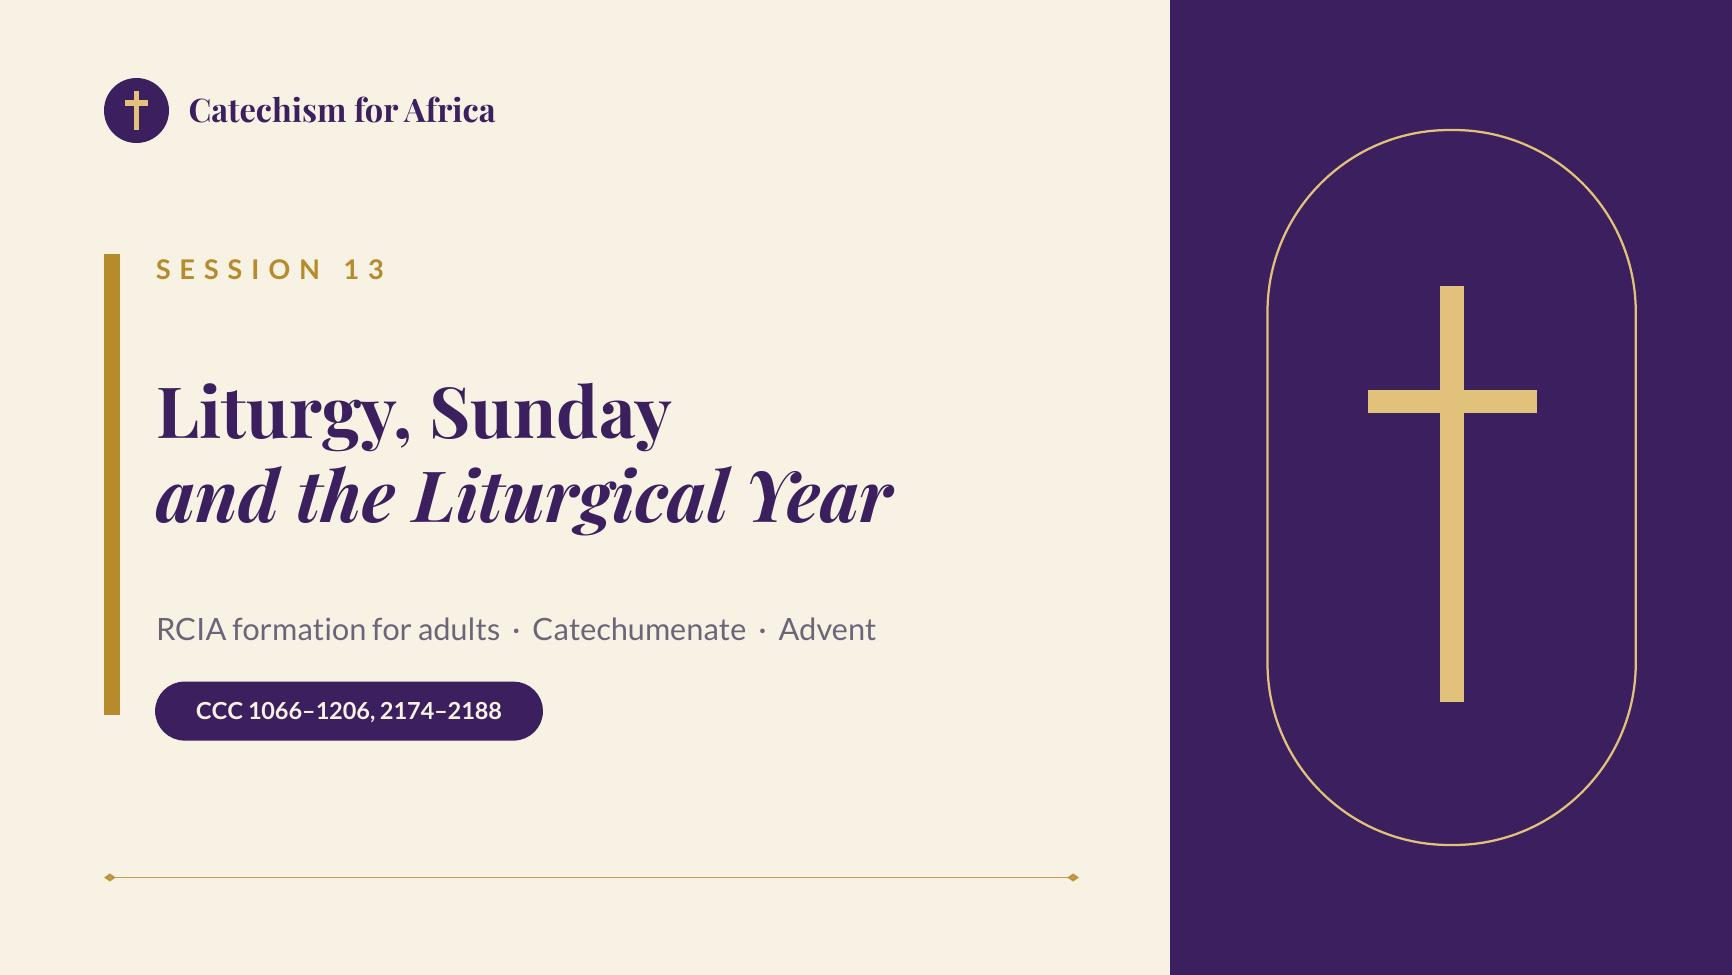 Catechism for Africa
SESSION 13
Liturgy, Sunday
and the Liturgical Year
RCIA formation for adults · Catechumenate · Advent
CCC 1066–1206, 2174–2188